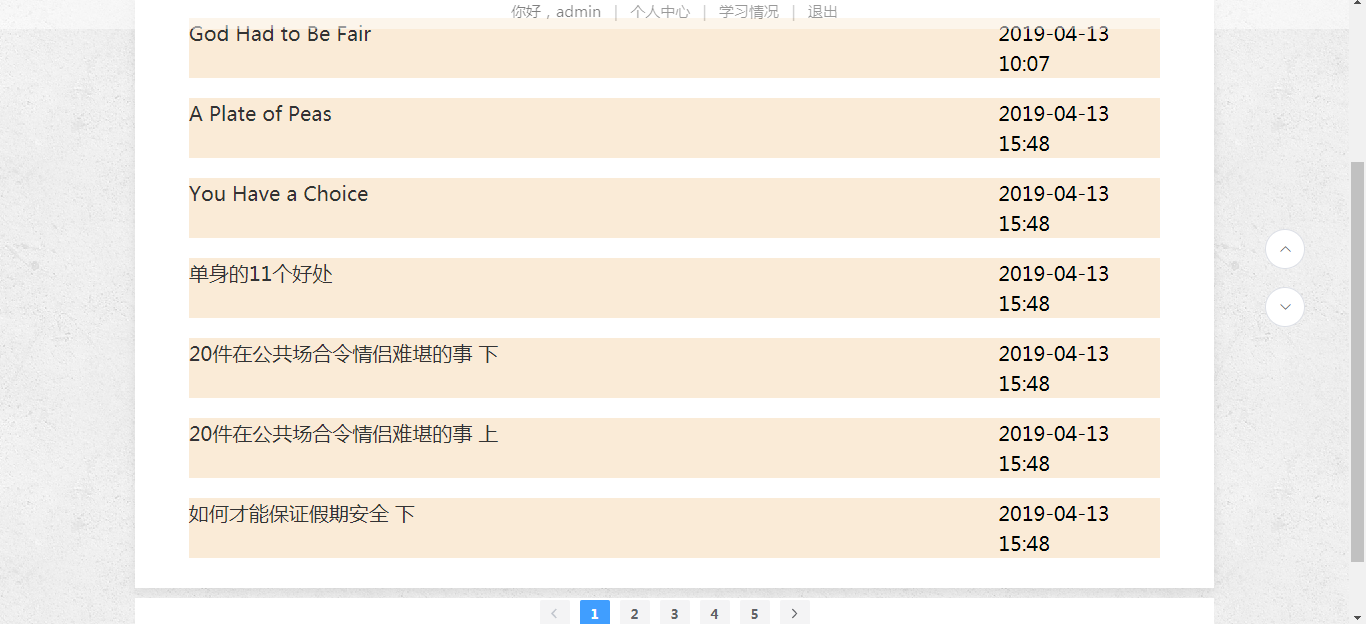 你好，admin | 个人中心 | 学习情况 | 退出
God Had to Be Fair
2019-04-13
10:07
A Plate of Peas
2019-04-13
15:48
You Have a Choice
2019-04-13
15:48
单身的11个好处
2019-04-13
15:48
20件在公共场合令情侣难堪的事 下
2019-04-13
15:48
20件在公共场合令情侣难堪的事 上
2019-04-13
15:48
如何才能保证假期安全 下
2019-04-13
15:48
1 2 3 4 5